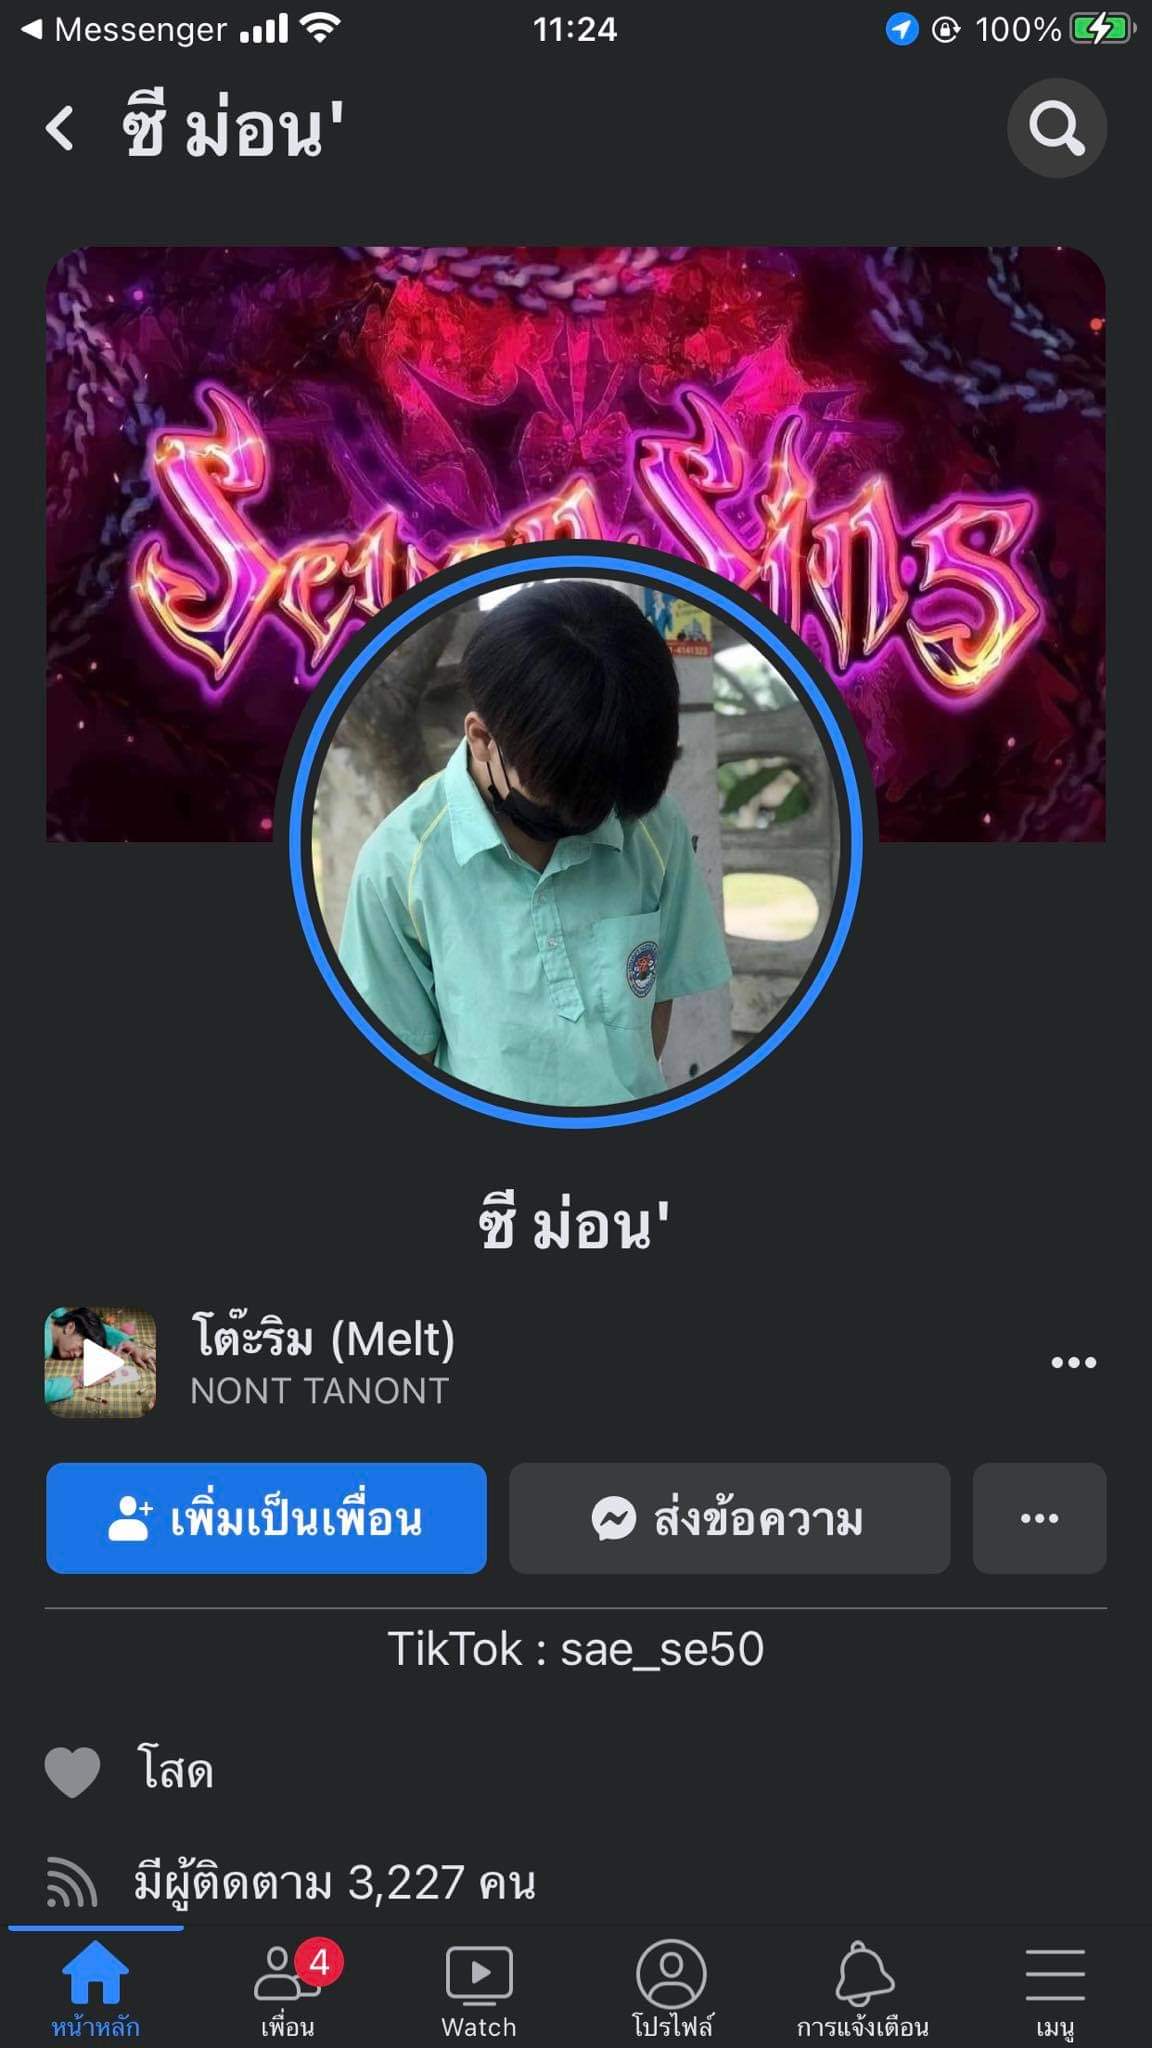 Messenger
11:24
100%
ซี ม่อน'
Seven Sins
ซี ม่อน'
โต๊ะริม (Melt)
NONT TANONT
เพิ่มเป็นเพื่อน
ส่งข้อความ
TikTok : sae_se50
โสด
มีผู้ติดตาม 3,227 คน
4
หน้าหลัก
เพื่อน
Watch
โปรไฟล์
การแจ้งเตือน
เมนู